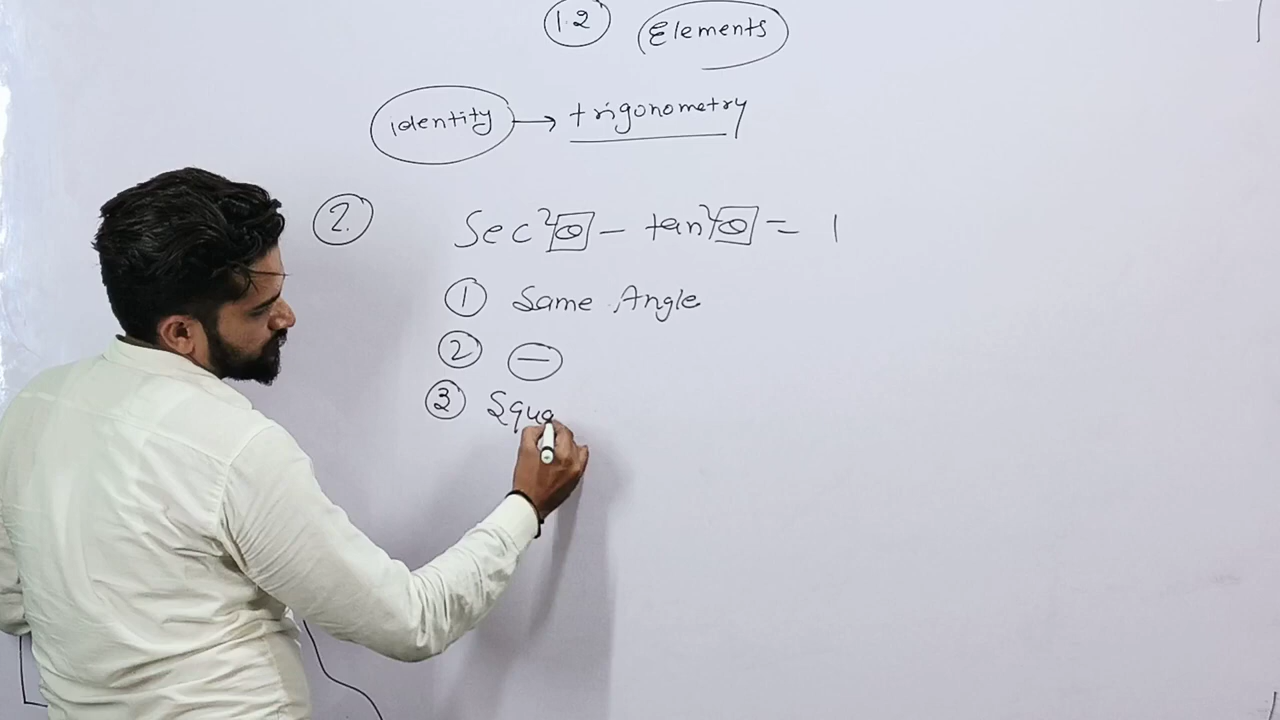 1.2 Elements
identity → trigonometry
2. Sec²θ - tan²θ = 1
1 Same Angle
2 —
3 Squa